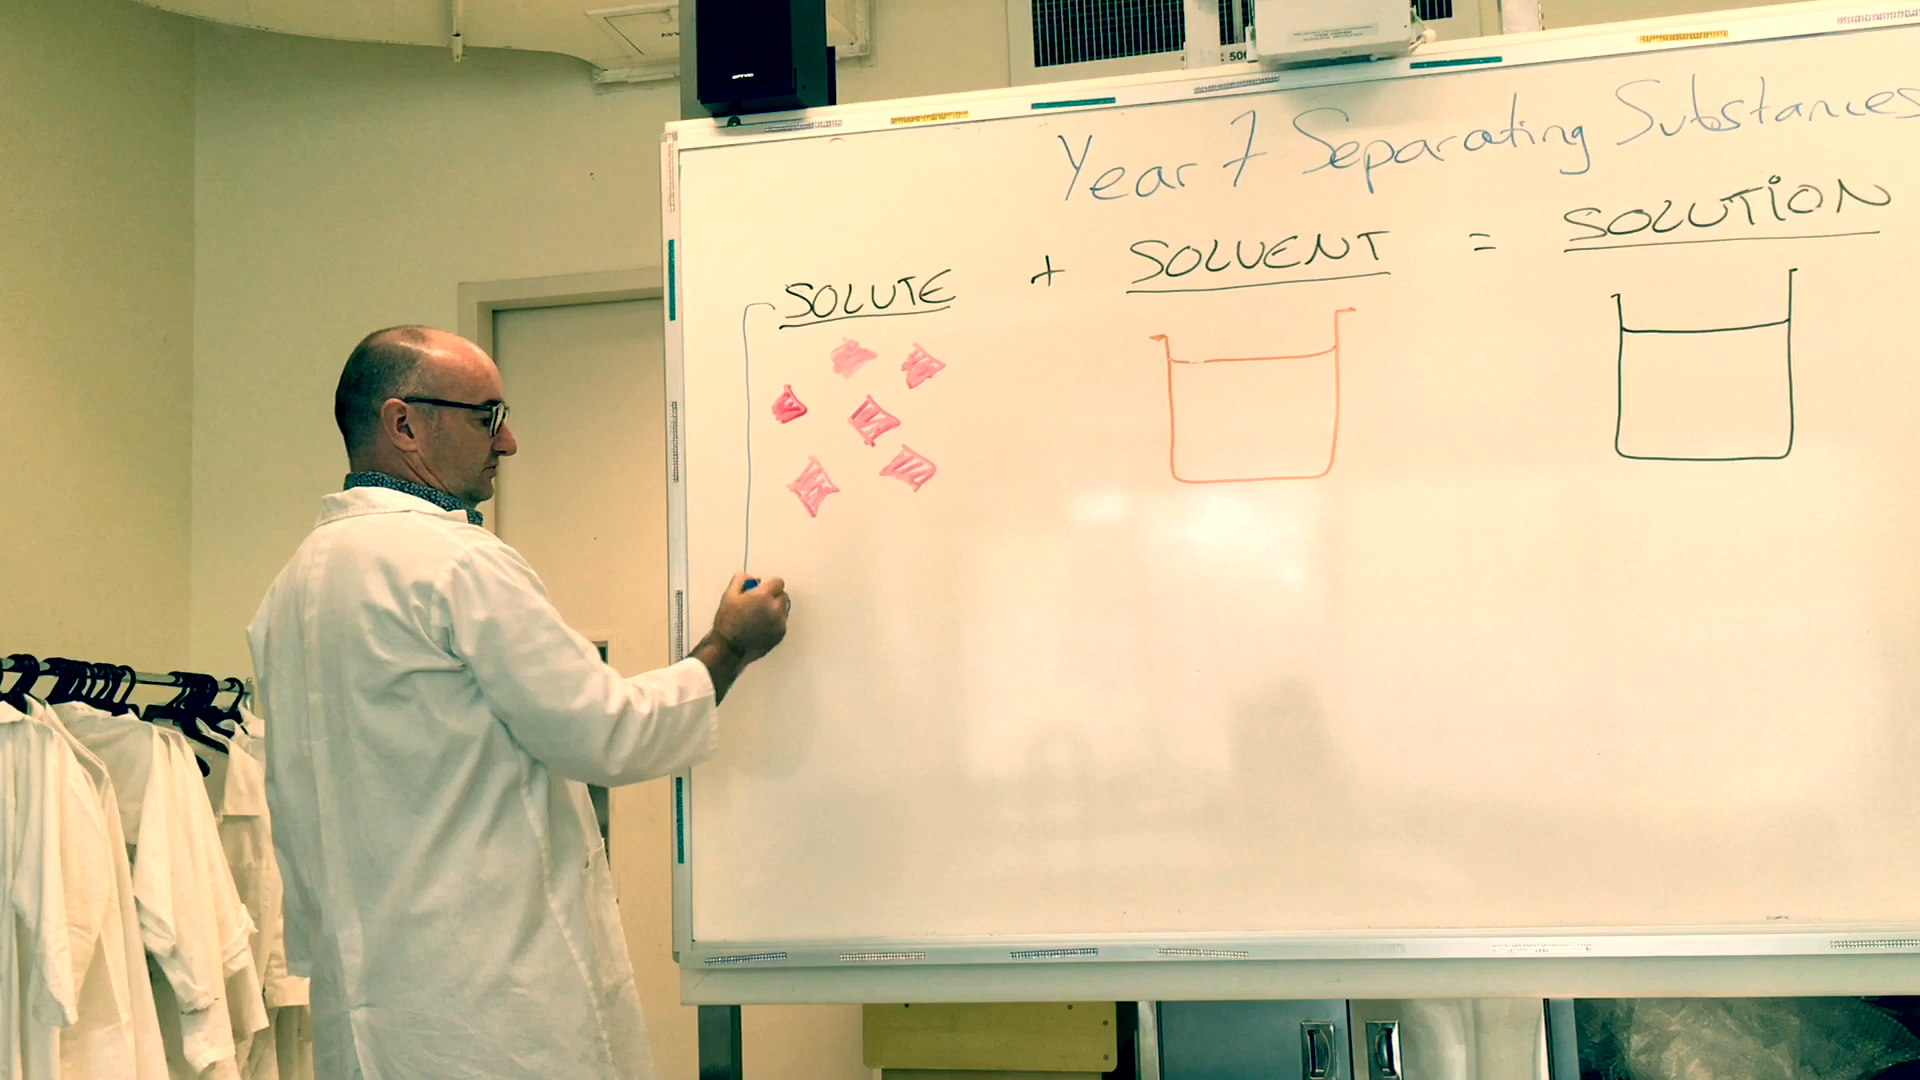 Year 7 Separating Substances
SOLUTE + SOLVENT = SOLUTION